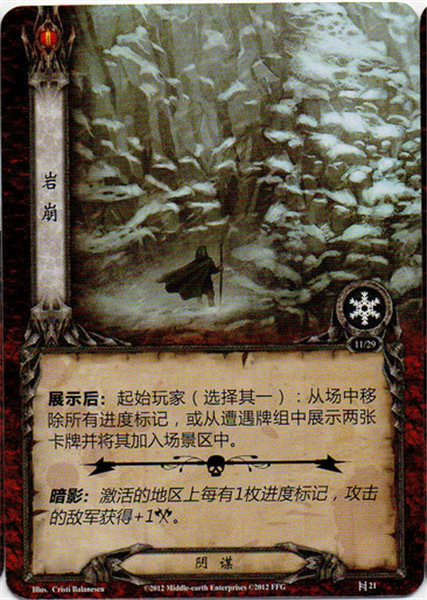 岩崩
11/29
展示后：起始玩家（选择其一）：从场中移
除所有进度标记，或从遭遇牌组中展示两张
卡牌并将其加入场景区中。
暗影：激活的地区上每有1枚进度标记，攻击
的敌军获得+1。
阴谋
Illus. Cristi Balanescu
©2012 Middle-earth Enterprises ©2012 FFG
21